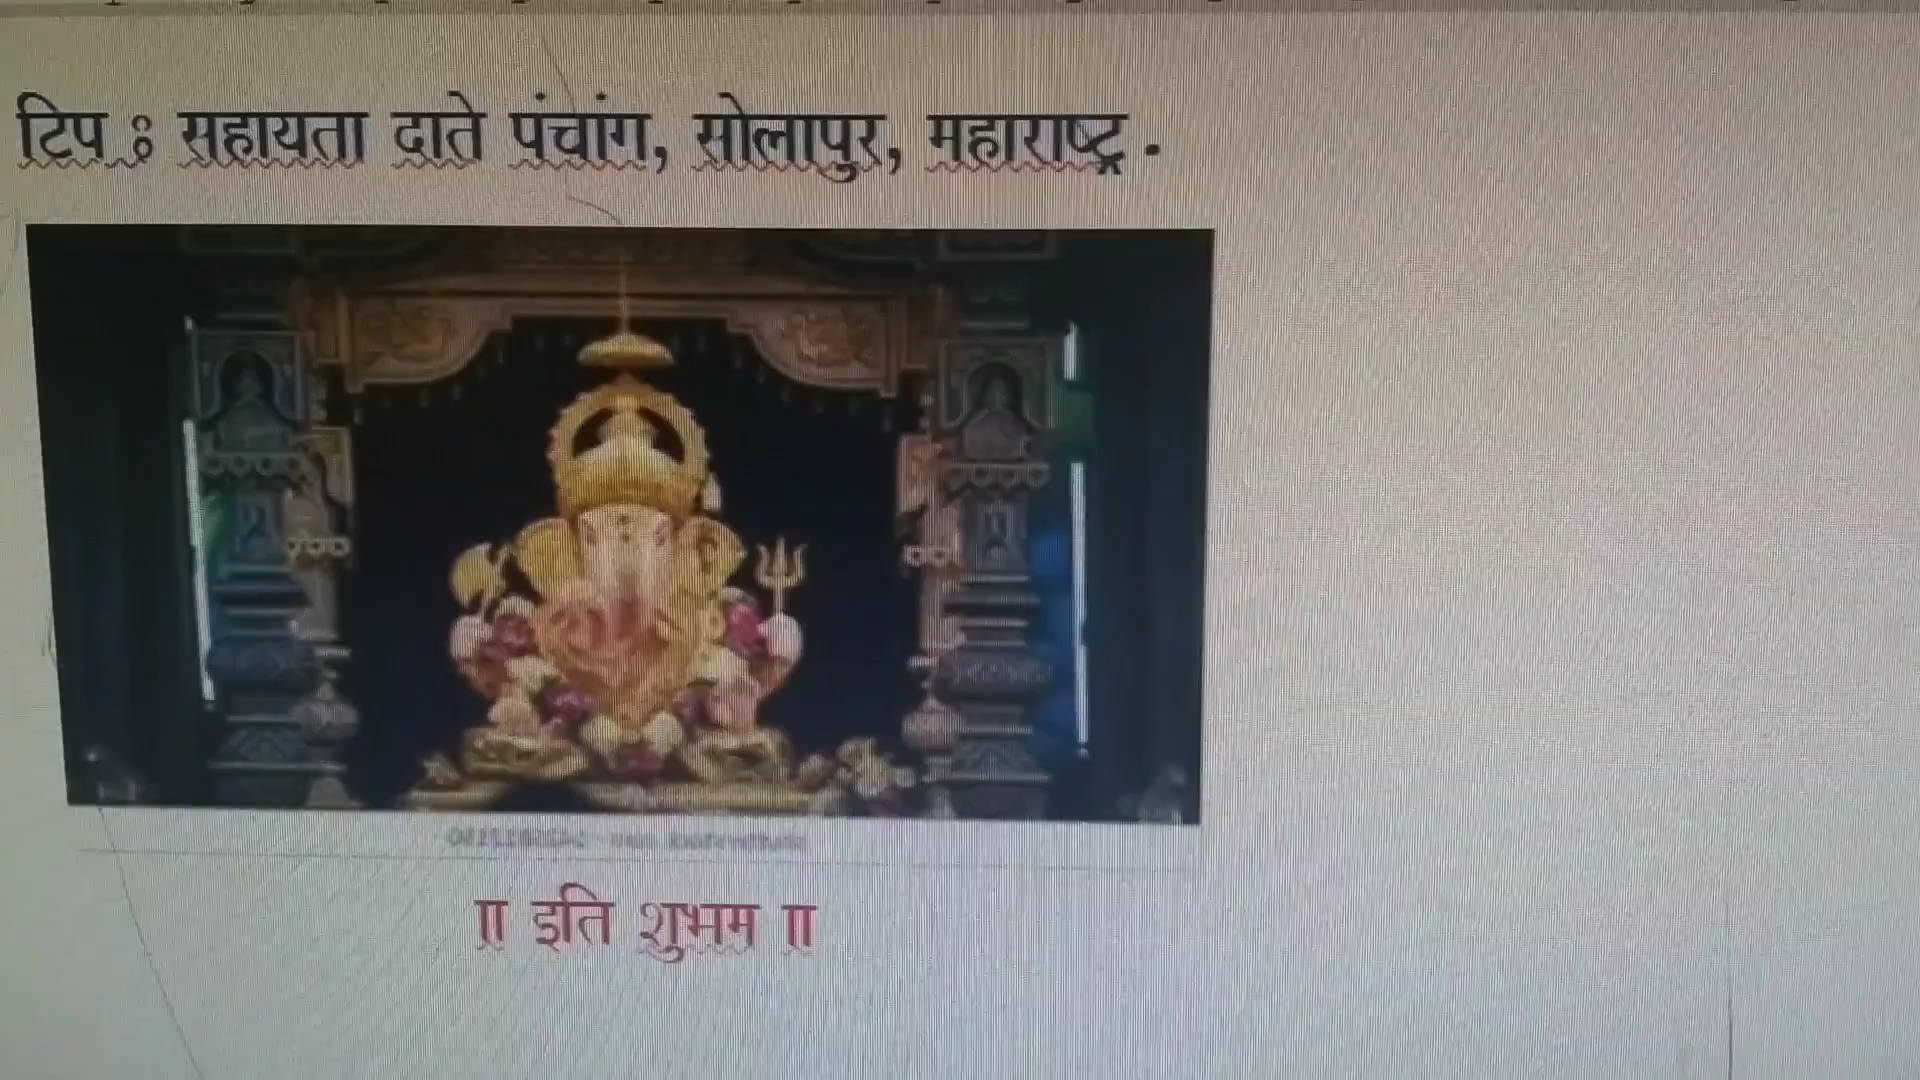 टिप ः सहायता दाते पंचांग, सोलापुर, महाराष्ट्र .
॥ इति शुभम ॥